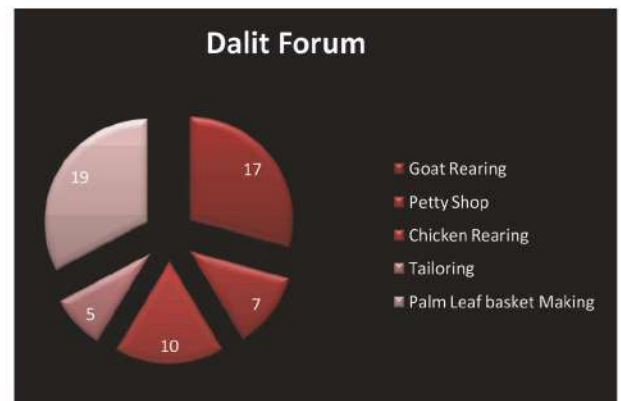 Dalit Forum
19
17
5
7
10
Goat Rearing
Petty Shop
Chicken Rearing
Tailoring
Palm Leaf basket Making